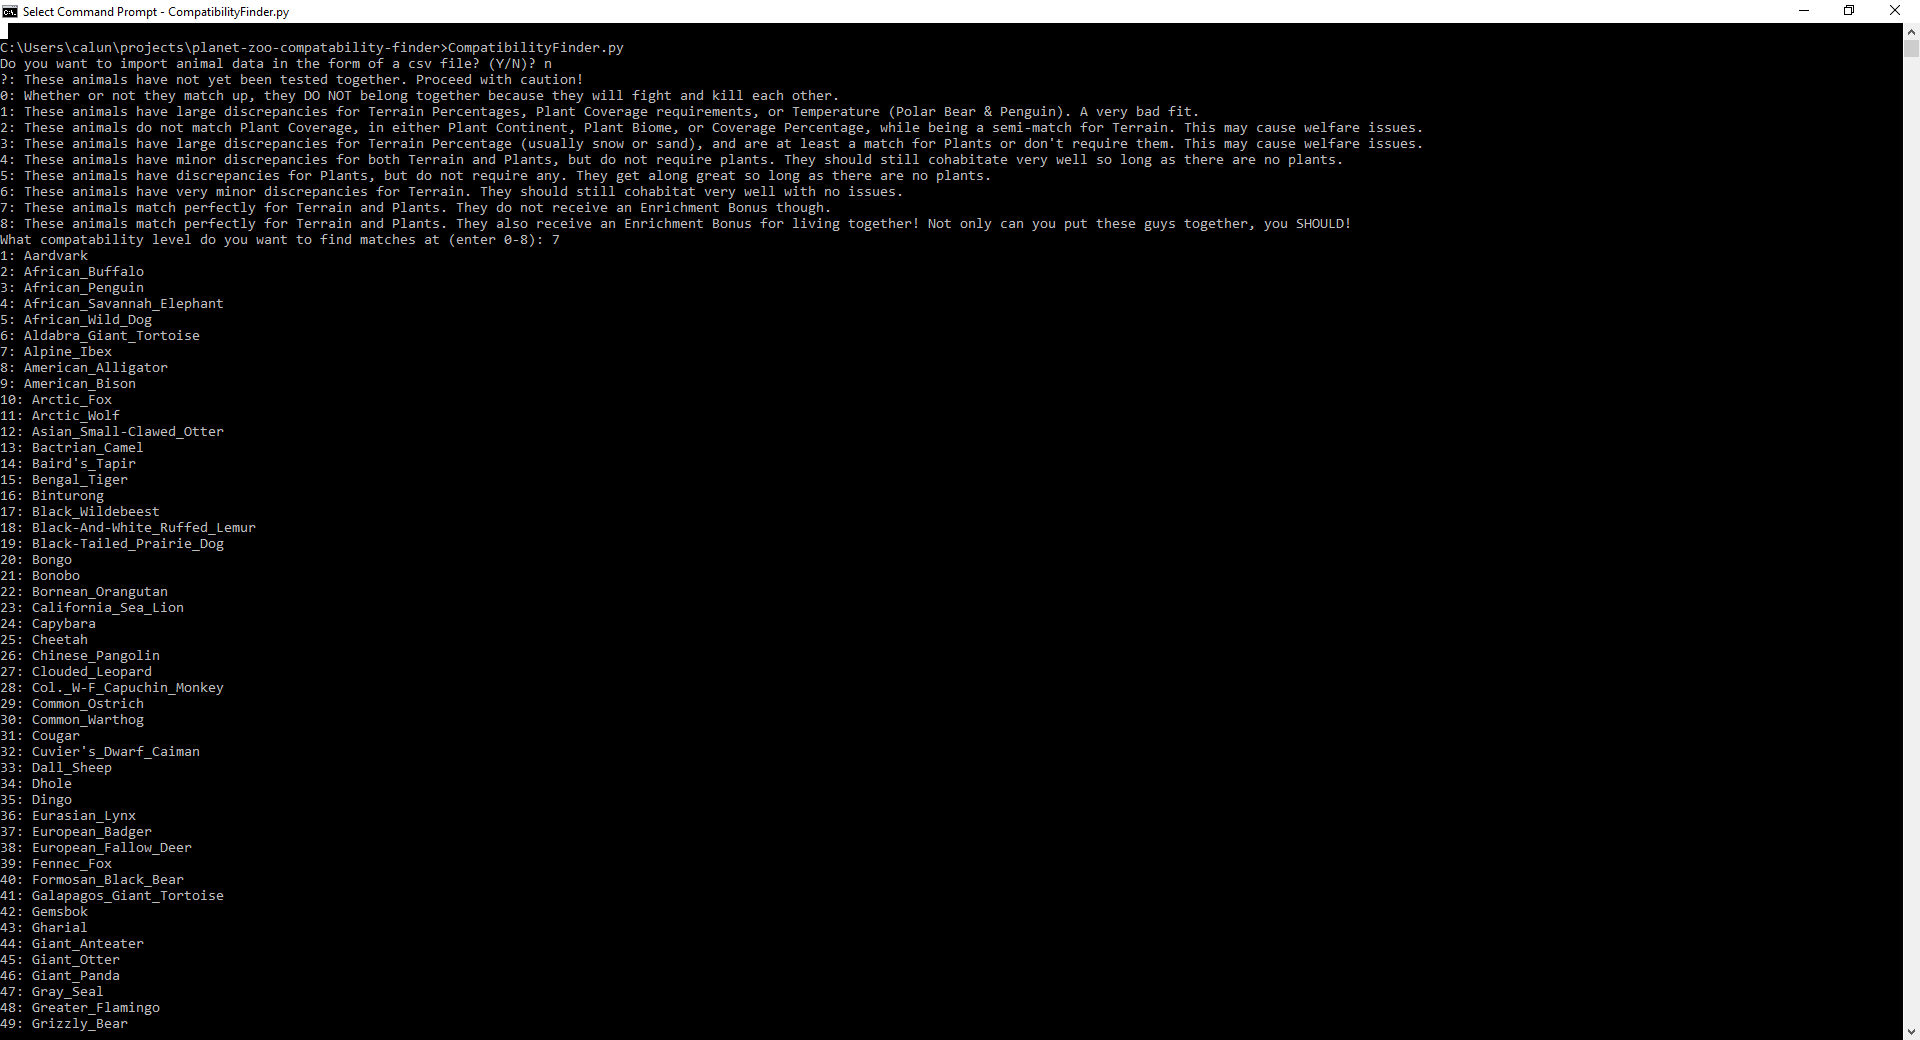 Select Command Prompt - CompatibilityFinder.py
C:\Users\calun\projects\planet-zoo-compatability-finder>CompatibilityFinder.py
Do you want to import animal data in the form of a csv file? (Y/N)? n
?: These animals have not yet been tested together. Proceed with caution!
0: Whether or not they match up, they DO NOT belong together because they will fight and kill each other.
1: These animals have large discrepancies for Terrain Percentages, Plant Coverage requirements, or Temperature (Polar Bear & Penguin). A very bad fit.
2: These animals do not match Plant Coverage, in either Plant Continent, Plant Biome, or Coverage Percentage, while being a semi-match for Terrain. This may cause welfare issues.
3: These animals have large discrepancies for Terrain Percentage (usually snow or sand), and are at least a match for Plants or don't require them. This may cause welfare issues.
4: These animals have minor discrepancies for both Terrain and Plants, but do not require plants. They should still cohabitate very well so long as there are no plants.
5: These animals have discrepancies for Plants, but do not require any. They get along great so long as there are no plants.
6: These animals have very minor discrepancies for Terrain. They should still cohabitat very well with no issues.
7: These animals match perfectly for Terrain and Plants. They do not receive an Enrichment Bonus though.
8: These animals match perfectly for Terrain and Plants. They also receive an Enrichment Bonus for living together! Not only can you put these guys together, you SHOULD!
What compatability level do you want to find matches at (enter 0-8): 7
1: Aardvark
2: African_Buffalo
3: African_Penguin
4: African_Savannah_Elephant
5: African_Wild_Dog
6: Aldabra_Giant_Tortoise
7: Alpine_Ibex
8: American_Alligator
9: American_Bison
10: Arctic_Fox
11: Arctic_Wolf
12: Asian_Small-Clawed_Otter
13: Bactrian_Camel
14: Baird's_Tapir
15: Bengal_Tiger
16: Binturong
17: Black_Wildebeest
18: Black-And-White_Ruffed_Lemur
19: Black-Tailed_Prairie_Dog
20: Bongo
21: Bonobo
22: Bornean_Orangutan
23: California_Sea_Lion
24: Capybara
25: Cheetah
26: Chinese_Pangolin
27: Clouded_Leopard
28: Col._W-F_Capuchin_Monkey
29: Common_Ostrich
30: Common_Warthog
31: Cougar
32: Cuvier's_Dwarf_Caiman
33: Dall_Sheep
34: Dhole
35: Dingo
36: Eurasian_Lynx
37: European_Badger
38: European_Fallow_Deer
39: Fennec_Fox
40: Formosan_Black_Bear
41: Galapagos_Giant_Tortoise
42: Gemsbok
43: Gharial
44: Giant_Anteater
45: Giant_Otter
46: Giant_Panda
47: Gray_Seal
48: Greater_Flamingo
49: Grizzly_Bear